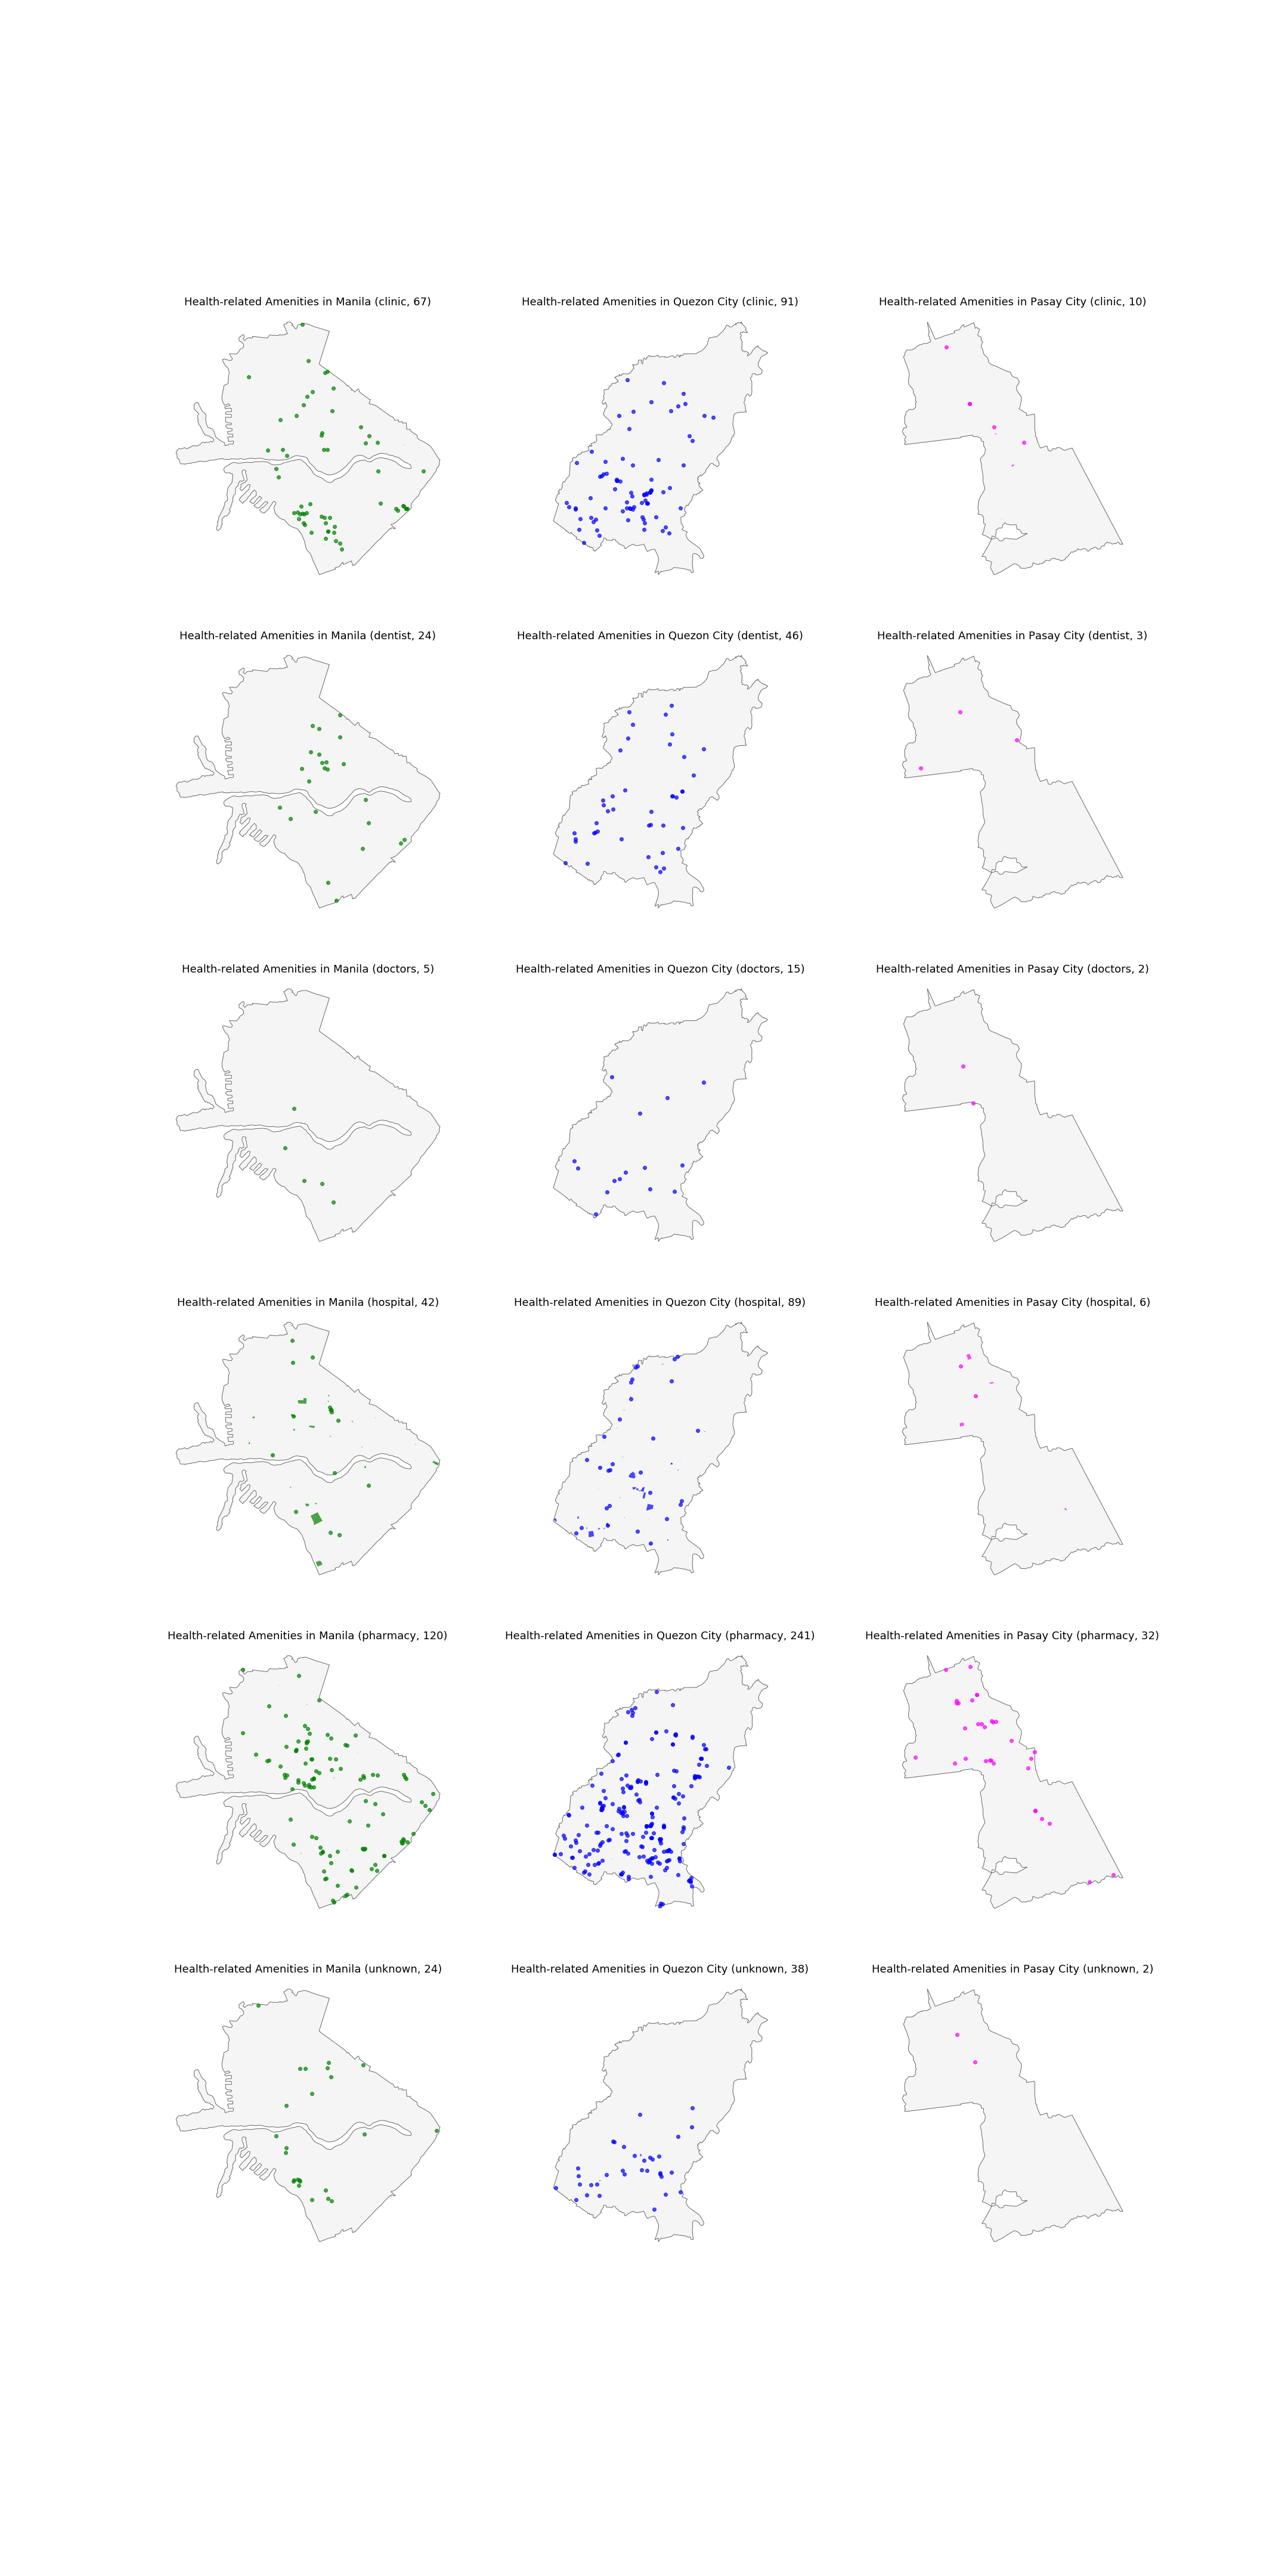 Health-related Amenities in Manila (clinic, 67)
Health-related Amenities in Quezon City (clinic, 91)
Health-related Amenities in Pasay City (clinic, 10)
Health-related Amenities in Manila (dentist, 24)
Health-related Amenities in Quezon City (dentist, 46)
Health-related Amenities in Pasay City (dentist, 3)
Health-related Amenities in Manila (doctors, 5)
Health-related Amenities in Quezon City (doctors, 15)
Health-related Amenities in Pasay City (doctors, 2)
Health-related Amenities in Manila (hospital, 42)
Health-related Amenities in Quezon City (hospital, 89)
Health-related Amenities in Pasay City (hospital, 6)
Health-related Amenities in Manila (pharmacy, 120)
Health-related Amenities in Quezon City (pharmacy, 241)
Health-related Amenities in Pasay City (pharmacy, 32)
Health-related Amenities in Manila (unknown, 24)
Health-related Amenities in Quezon City (unknown, 38)
Health-related Amenities in Pasay City (unknown, 2)